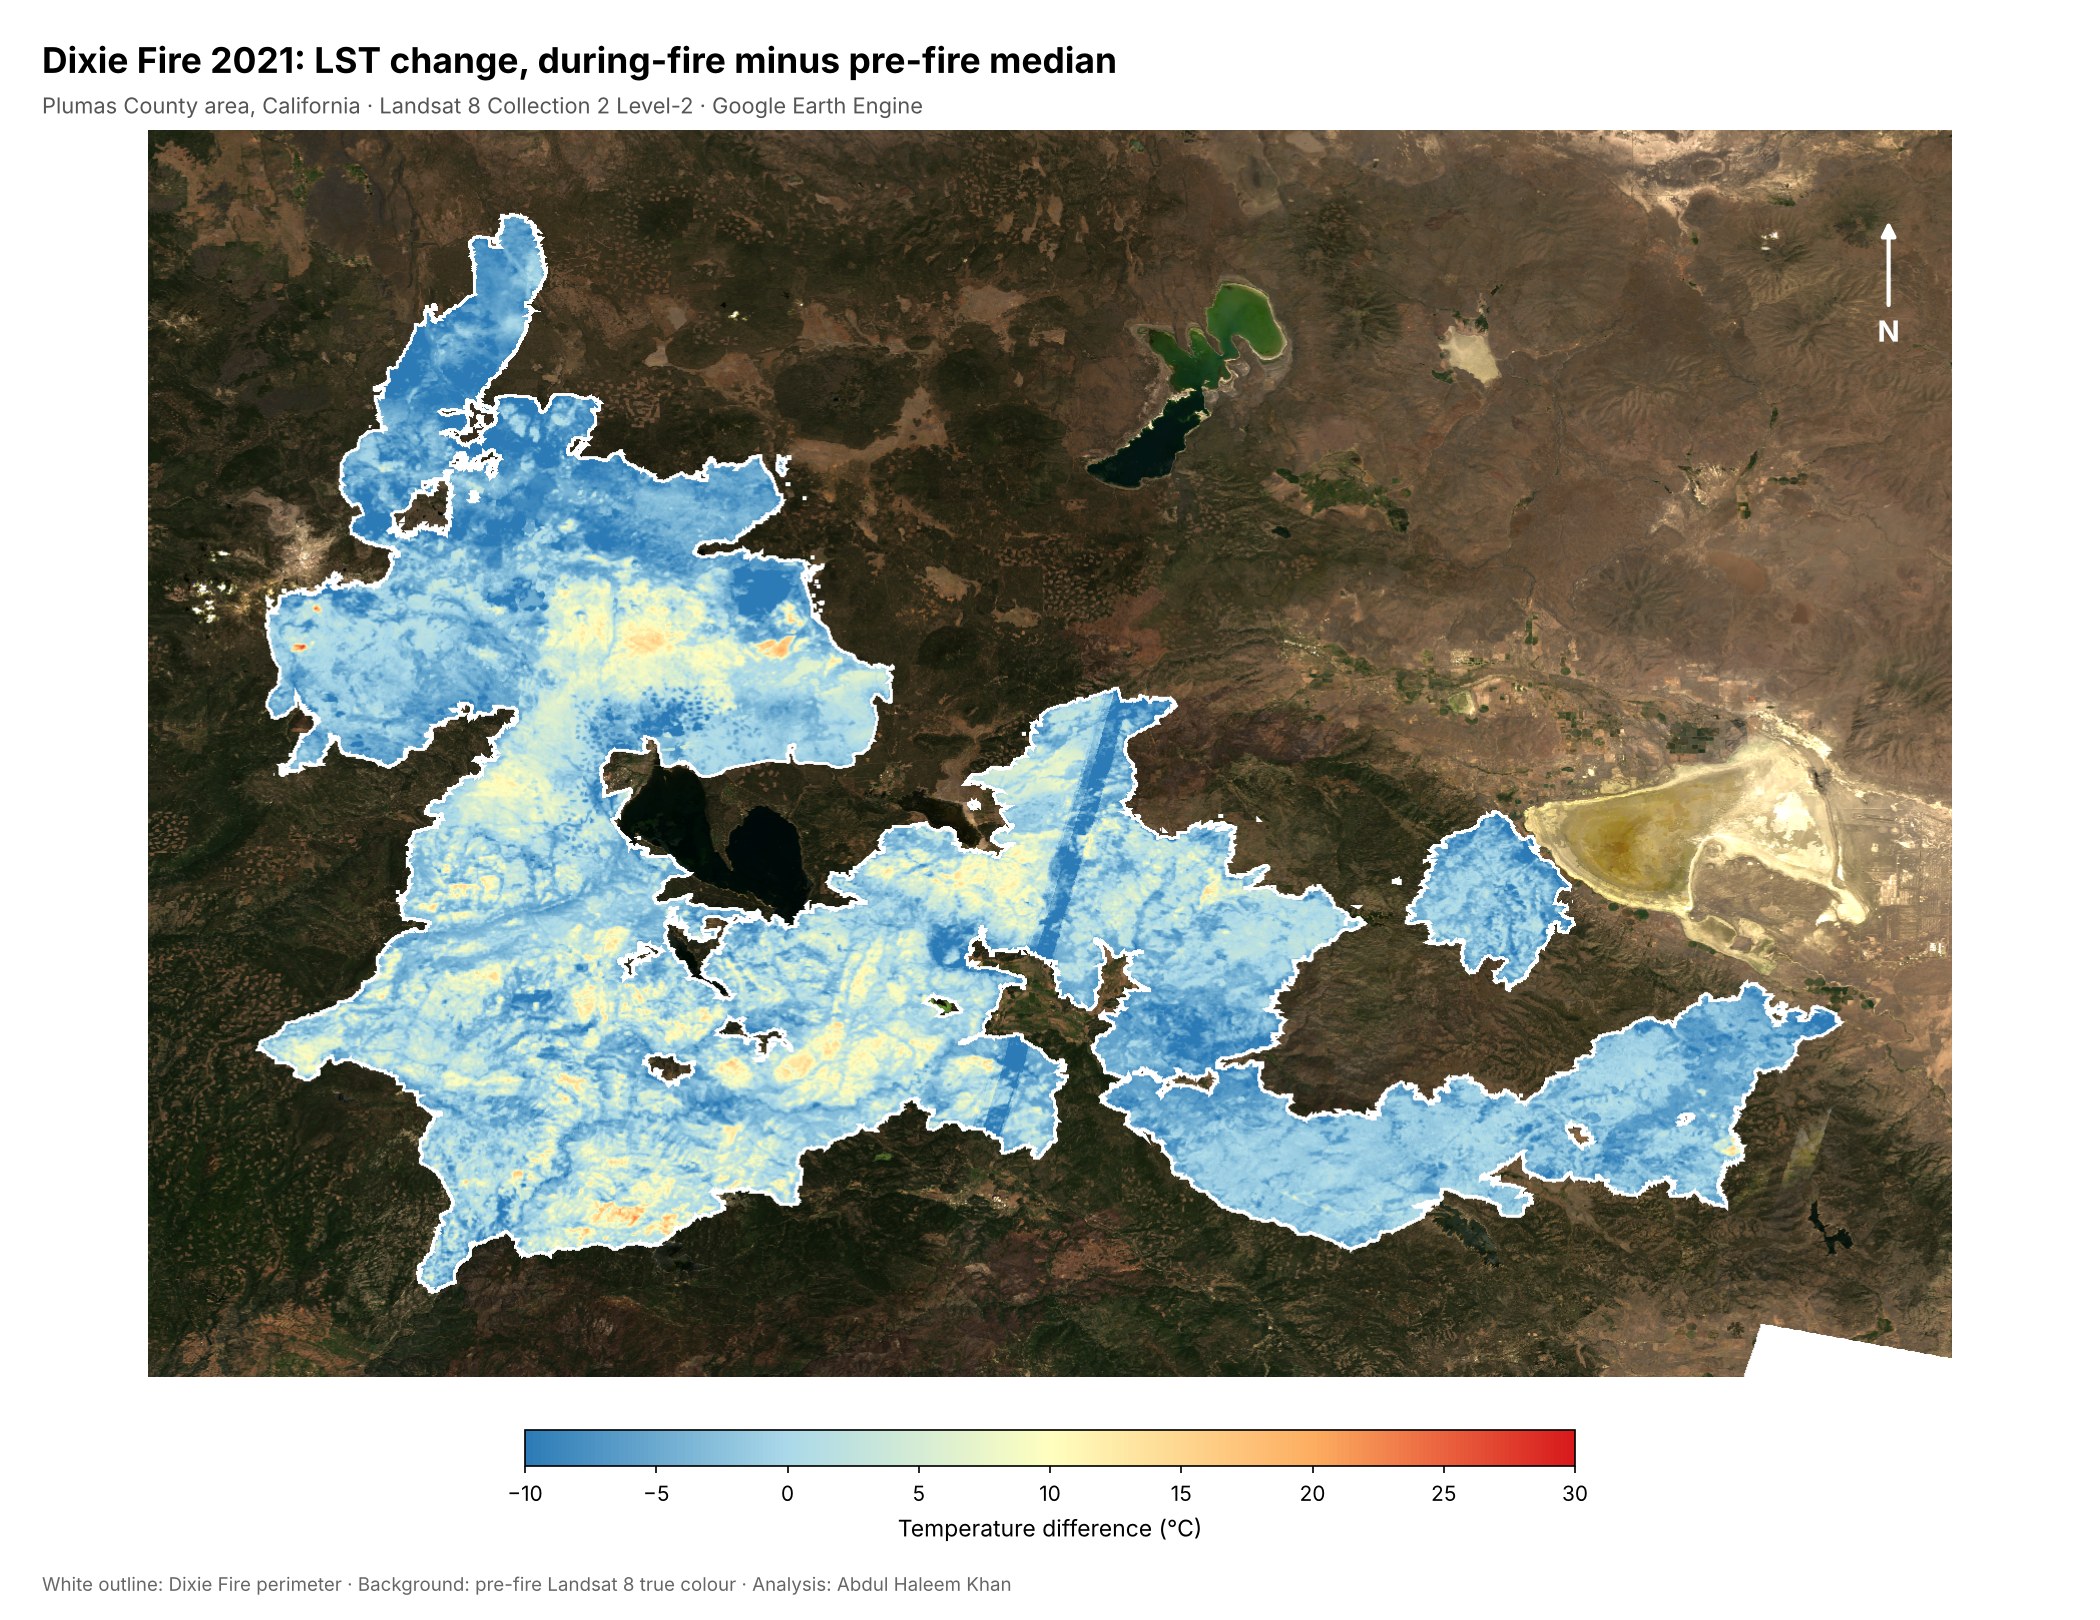 Dixie Fire 2021: LST change, during-fire minus pre-fire median
Plumas County area, California · Landsat 8 Collection 2 Level-2 · Google Earth Engine
N
−10 −5 0 5 10 15 20 25 30
Temperature difference (°C)
White outline: Dixie Fire perimeter · Background: pre-fire Landsat 8 true colour · Analysis: Abdul Haleem Khan